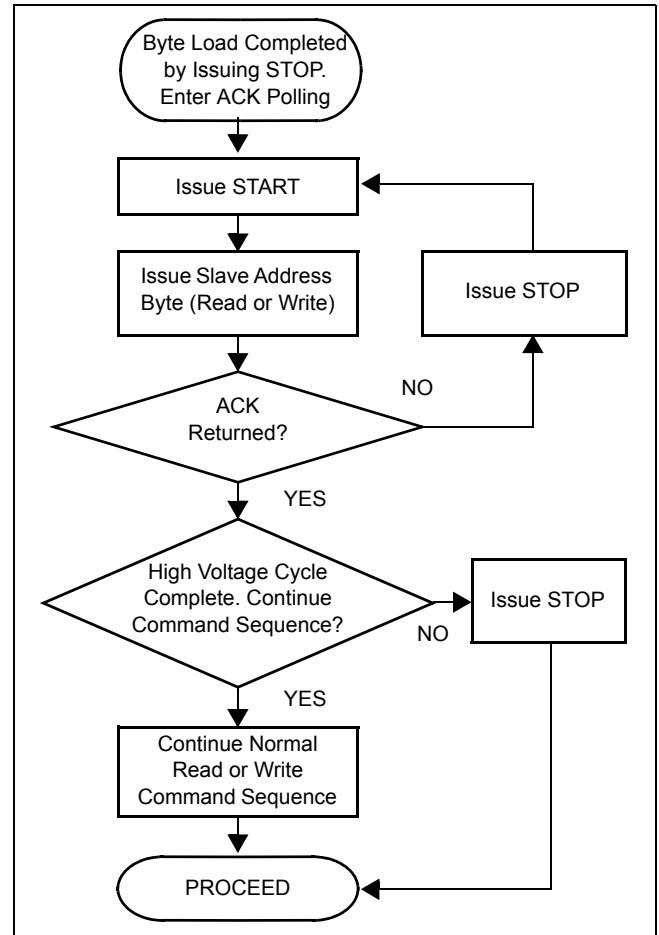 Byte Load Completed
by Issuing STOP.
Enter ACK Polling
Issue START
Issue Slave Address
Byte (Read or Write)
Issue STOP
ACK
Returned?
NO
YES
High Voltage Cycle
Complete. Continue
Command Sequence?
Issue STOP
NO
YES
Continue Normal
Read or Write
Command Sequence
PROCEED